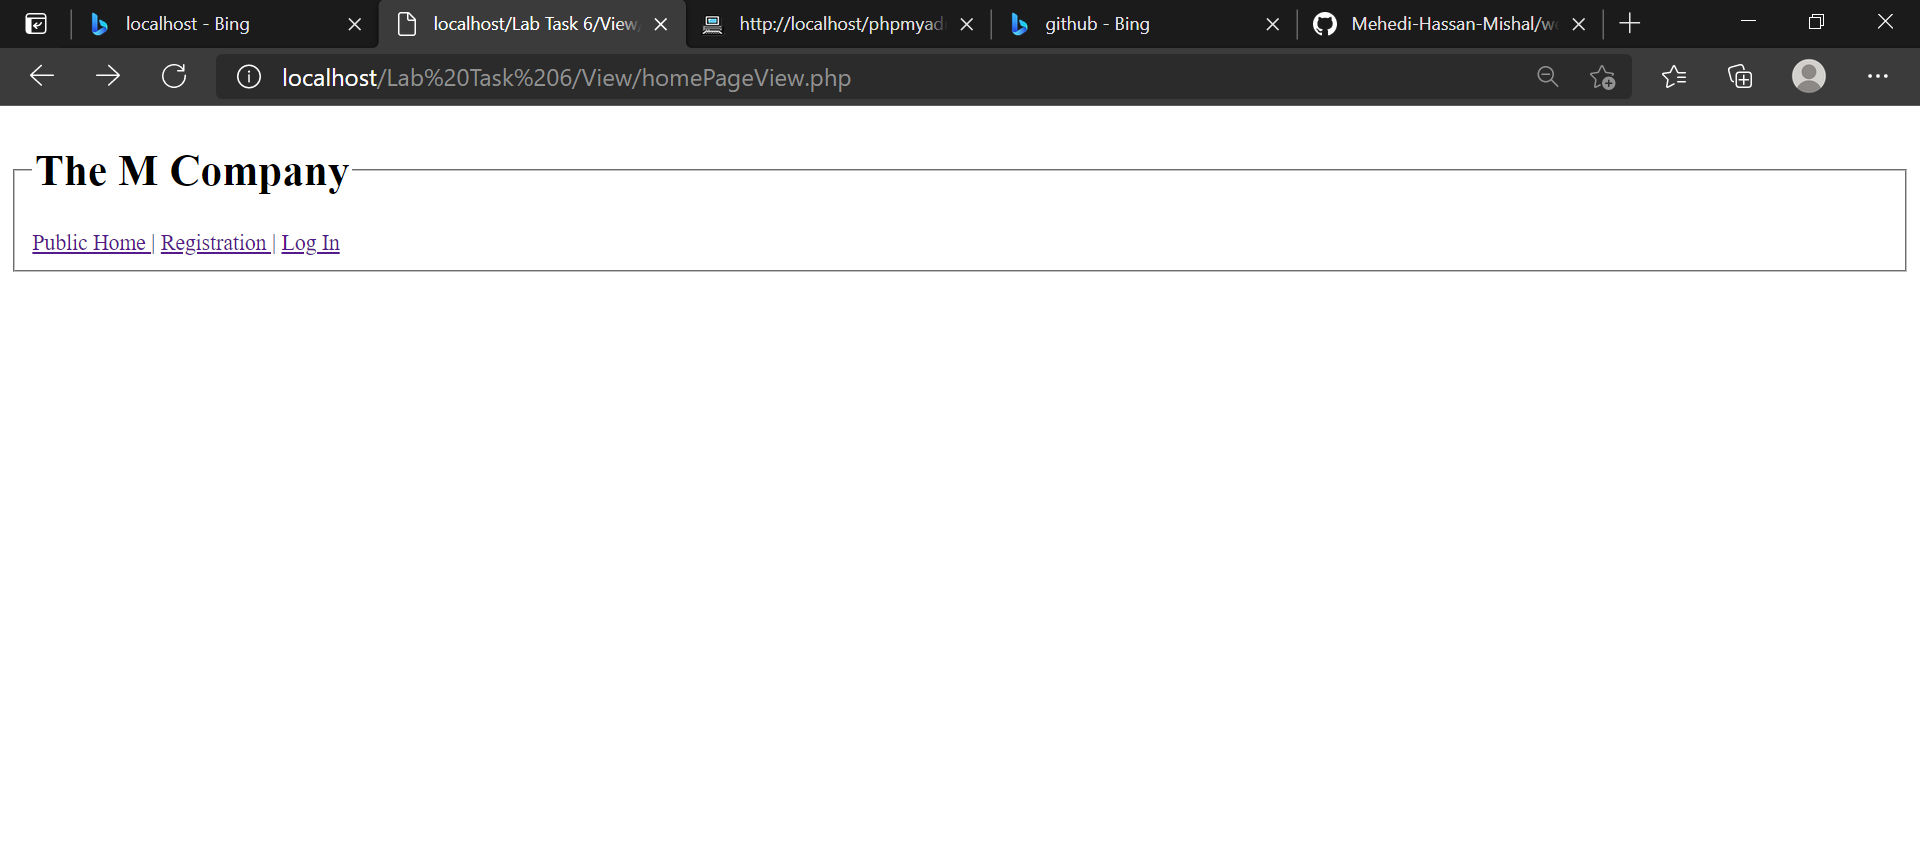 localhost - Bing
localhost/Lab Task 6/View
http://localhost/phpmyad
github - Bing
Mehedi-Hassan-Mishal/w
localhost/Lab%20Task%206/View/homePageView.php
The M Company
Public Home | Registration | Log In